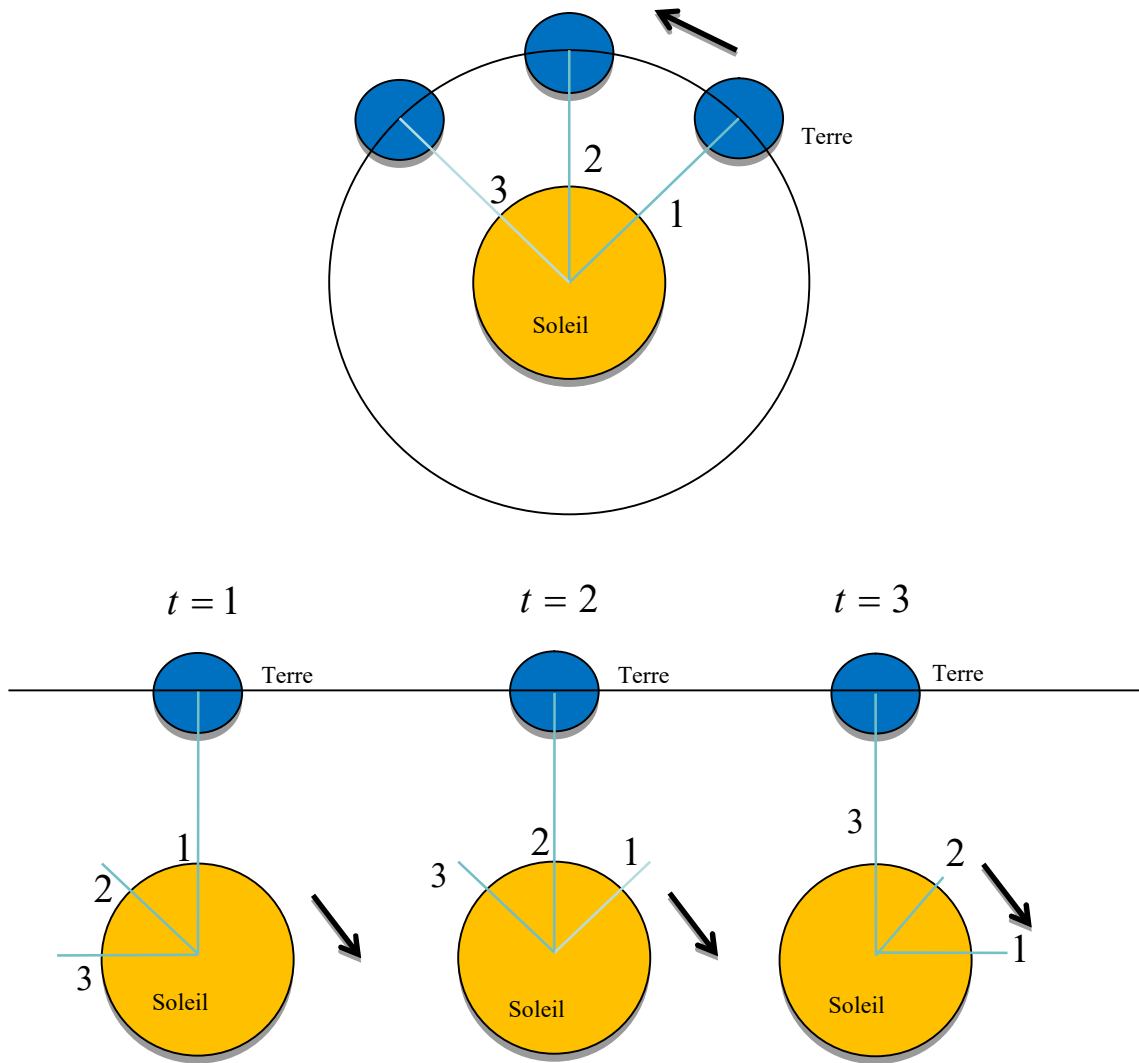 Terre
2
3
1
Soleil
t = 1 t = 2 t = 3
Terre Terre Terre
1 2 3
2 3 1 2
3 1
Soleil Soleil Soleil